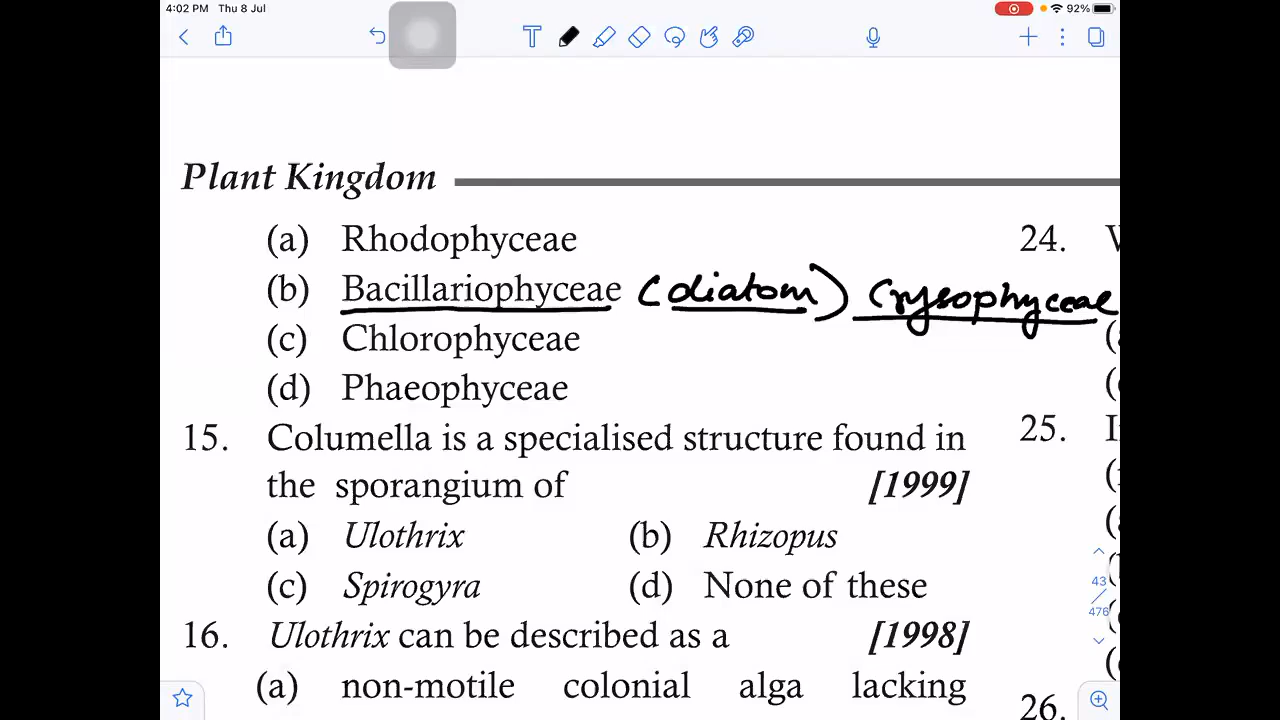 4:02 PM Thu 8 Jul
92%
Plant Kingdom
(a) Rhodophyceae
(b) Bacillariophyceae (diatom) Crysophyceae
(c) Chlorophyceae
(d) Phaeophyceae
15. Columella is a specialised structure found in
the sporangium of [1999]
(a) Ulothrix (b) Rhizopus
(c) Spirogyra (d) None of these
16. Ulothrix can be described as a [1998]
(a) non-motile colonial alga lacking
24.
25.
26.
43
476